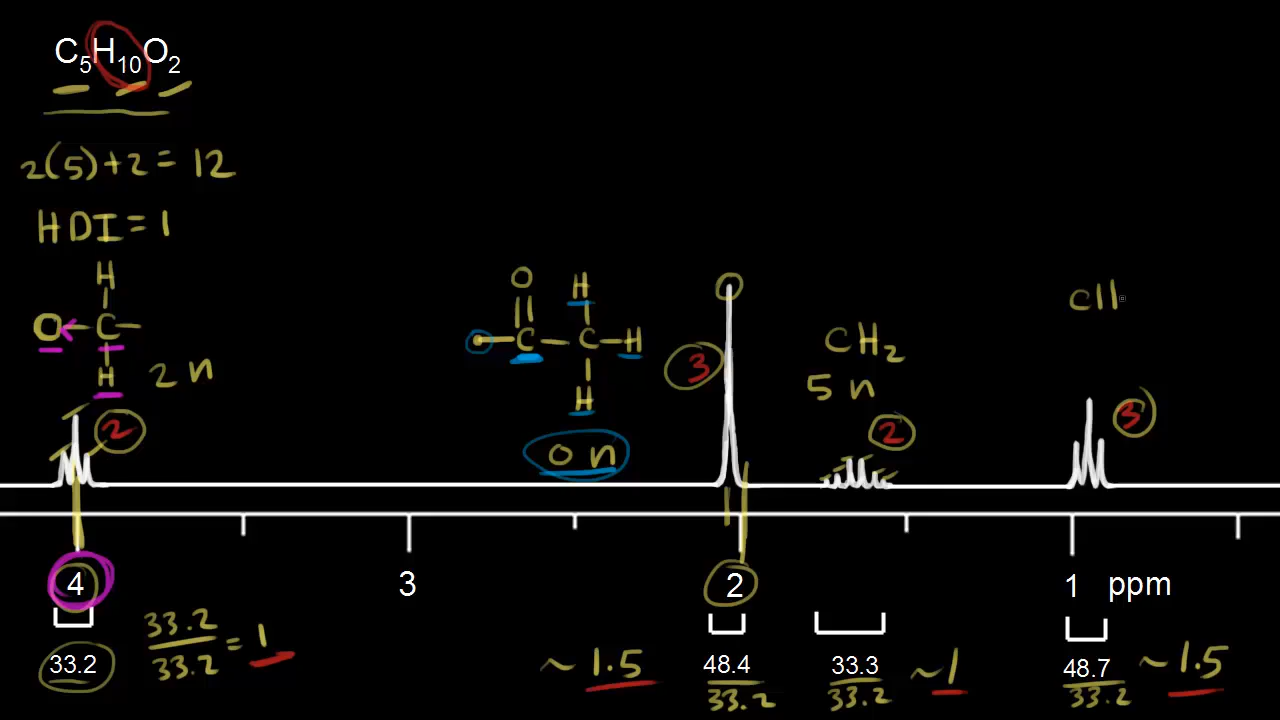 C5H10O2
2(5)+2=12
HDI=1
H
O C
H 2n
2
O H
C C H
H
0 n
3
CH2
5 n
2
CH
3
4 3 2 1 ppm
33.2
33.2/33.2 = 1
~1.5
48.4/33.2
33.3/33.2 ~1
48.7/33.2 ~1.5